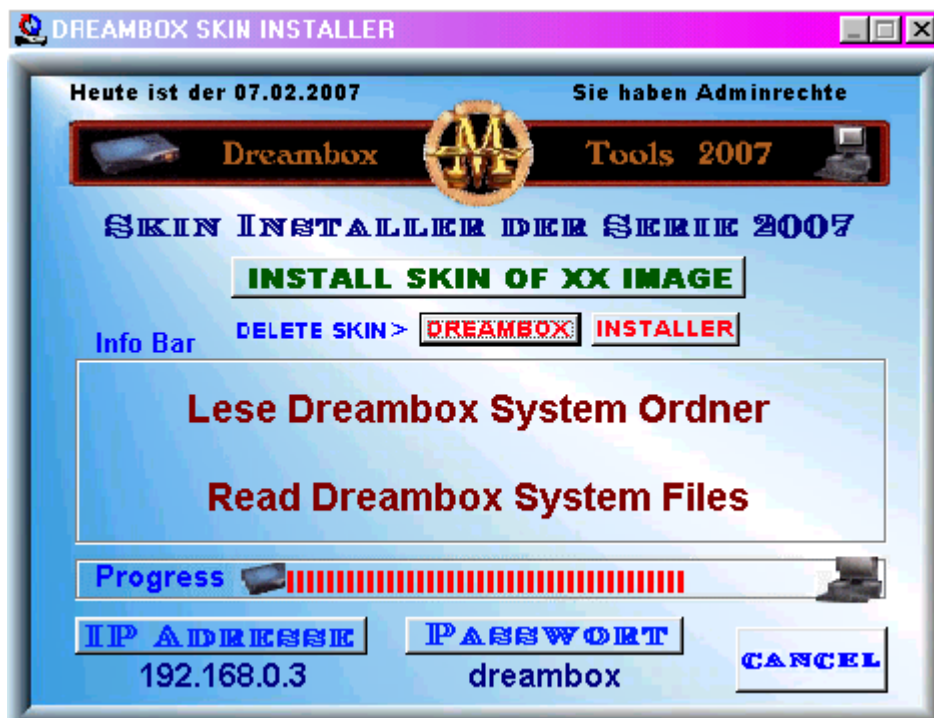 DREAMBOX SKIN INSTALLER
Heute ist der 07.02.2007 Sie haben Adminrechte
Dreambox M Tools 2007
SKIN INSTALLER DER SERIE 2007
INSTALL SKIN OF XX IMAGE
DELETE SKIN> DREAMBOX INSTALLER
Info Bar
Lese Dreambox System Ordner
Read Dreambox System Files
Progress
IP ADRESSE PASSWORT
192.168.0.3 dreambox
CANCEL